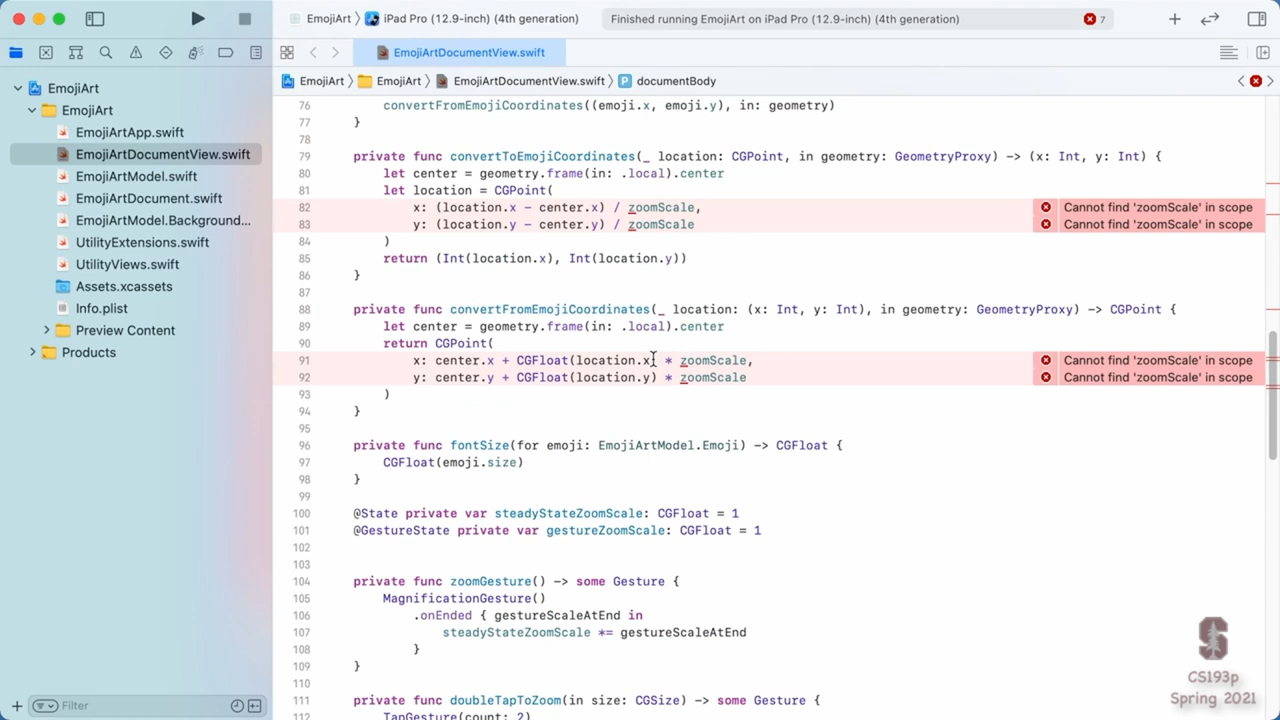 EmojiArt
iPad Pro (12.9-inch) (4th generation)
Finished running EmojiArt on iPad Pro (12.9-inch) (4th generation)
7
EmojiArtDocumentView.swift
EmojiArt
EmojiArt
EmojiArtDocumentView.swift
P documentBody
EmojiArt
EmojiArt
EmojiArtApp.swift
EmojiArtDocumentView.swift
EmojiArtModel.swift
EmojiArtDocument.swift
EmojiArtModel.Background...
UtilityExtensions.swift
UtilityViews.swift
Assets.xcassets
Info.plist
Preview Content
Products
Filter
76 convertFromEmojiCoordinates((emoji.x, emoji.y), in: geometry)
77 }
78
79 private func convertToEmojiCoordinates(_ location: CGPoint, in geometry: GeometryProxy) -> (x: Int, y: Int) {
80 let center = geometry.frame(in: .local).center
81 let location = CGPoint(
82 x: (location.x - center.x) / zoomScale, Cannot find 'zoomScale' in scope
83 y: (location.y - center.y) / zoomScale Cannot find 'zoomScale' in scope
84 )
85 return (Int(location.x), Int(location.y))
86 }
87
88 private func convertFromEmojiCoordinates(_ location: (x: Int, y: Int), in geometry: GeometryProxy) -> CGPoint {
89 let center = geometry.frame(in: .local).center
90 return CGPoint(
91 x: center.x + CGFloat(location.x) * zoomScale, Cannot find 'zoomScale' in scope
92 y: center.y + CGFloat(location.y) * zoomScale Cannot find 'zoomScale' in scope
93 )
94 }
95
96 private func fontSize(for emoji: EmojiArtModel.Emoji) -> CGFloat {
97 CGFloat(emoji.size)
98 }
99
100 @State private var steadyStateZoomScale: CGFloat = 1
101 @GestureState private var gestureZoomScale: CGFloat = 1
102
103
104 private func zoomGesture() -> some Gesture {
105 MagnificationGesture()
106 .onEnded { gestureScaleAtEnd in
107 steadyStateZoomScale *= gestureScaleAtEnd
108 }
109 }
110
111 private func doubleTapToZoom(in size: CGSize) -> some Gesture {
112 TapGesture(count: 2)
CS193p
Spring 2021